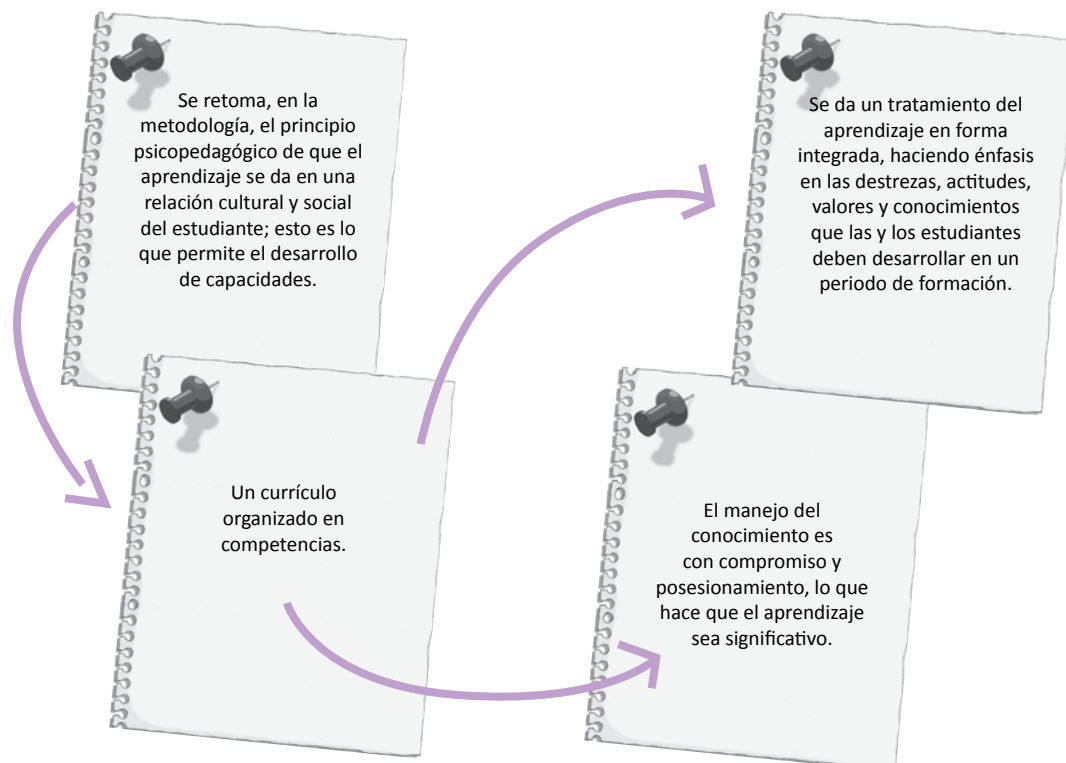 Se retoma, en la
metodología, el principio
psicopedagógico de que el
aprendizaje se da en una
relación cultural y social
del estudiante; esto es lo
que permite el desarrollo
de capacidades.
Un currículo
organizado en
competencias.
Se da un tratamiento del
aprendizaje en forma
integrada, haciendo énfasis
en las destrezas, actitudes,
valores y conocimientos
que las y los estudiantes
deben desarrollar en un
periodo de formación.
El manejo del
conocimiento es
con compromiso y
posesionamiento, lo que
hace que el aprendizaje
sea significativo.